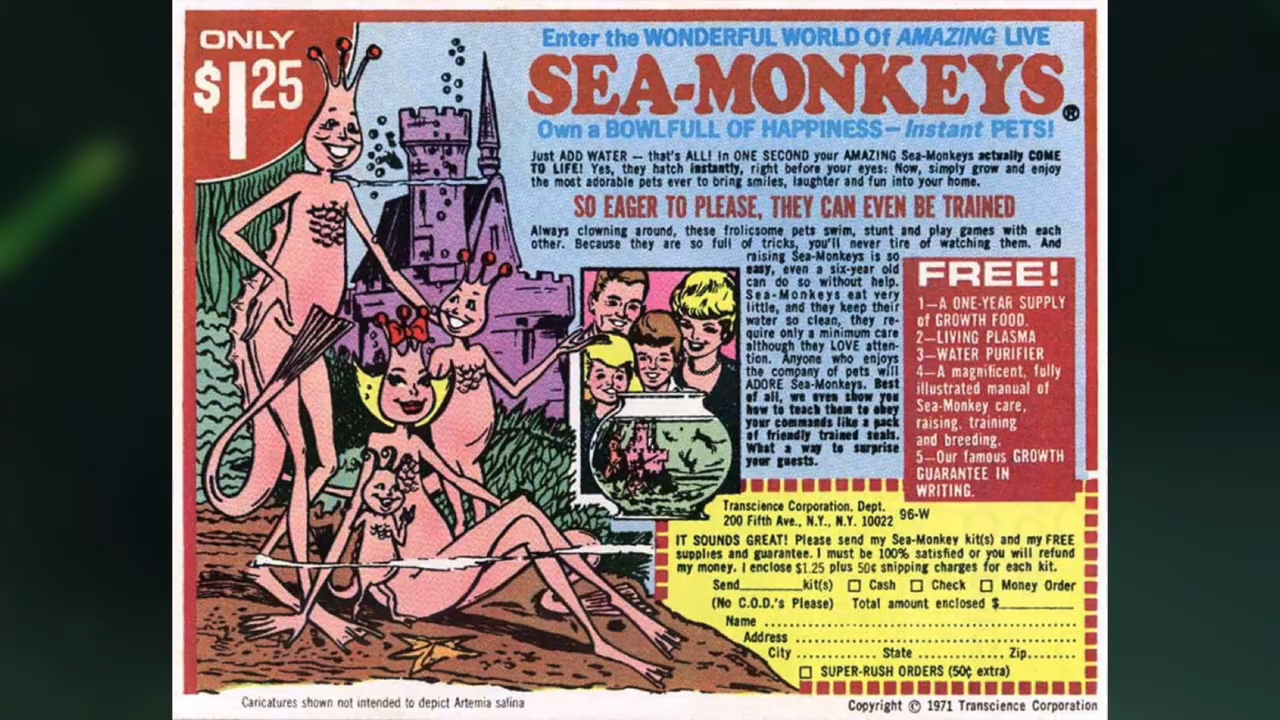 ONLY
$1.25
Enter the WONDERFUL WORLD Of AMAZING LIVE
SEA-MONKEYS®
Own a BOWLFULL OF HAPPINESS — Instant PETS!
Just ADD WATER — that's ALL! In ONE SECOND your AMAZING Sea-Monkeys actually COME
TO LIFE! Yes, they hatch instantly, right before your eyes: Now, simply grow and enjoy
the most adorable pets ever to bring smiles, laughter and fun into your home.
SO EAGER TO PLEASE, THEY CAN EVEN BE TRAINED
Always clowning around, these frolicsome pets swim, stunt and play games with each
other. Because they are so full of tricks, you'll never tire of watching them. And
raising Sea-Monkeys is so
easy, even a six-year old
can do so without help.
Sea-Monkeys eat very
little, and they keep their
water so clean, they re-
quire only a minimum care
although they LOVE atten-
tion. Anyone who enjoys
the company of pets will
ADORE Sea-Monkeys. Best
of all, we even show you
how to teach them to obey
your commands like a pack
of friendly trained seals.
What a way to surprise
your guests.
FREE!
1—A ONE-YEAR SUPPLY
of GROWTH FOOD,
2—LIVING PLASMA
3—WATER PURIFIER
4—A magnificent, fully
illustrated manual of
Sea-Monkey care,
raising, training
and breeding,
5—Our famous GROWTH
GUARANTEE IN
WRITING.
Transcience Corporation, Dept.
200 Fifth Ave., N.Y., N.Y. 10022 96-W
IT SOUNDS GREAT! Please send my Sea-Monkey kit(s) and my FREE
supplies and guarantee. I must be 100% satisfied or you will refund
my money. I enclose $1.25 plus 50¢ shipping charges for each kit.
Send________kit(s) ☐ Cash ☐ Check ☐ Money Order
(No C.O.D.'s Please) Total amount enclosed $________
Name
Address
City State Zip
☐ SUPER-RUSH ORDERS (50¢ extra)
Caricatures shown not intended to depict Artemia salina
Copyright © 1971 Transcience Corporation